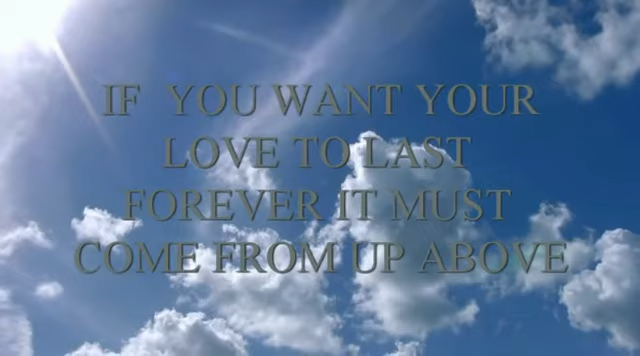 IF YOU WANT YOUR
LOVE TO LAST
FOREVER IT MUST
COME FROM UP ABOVE